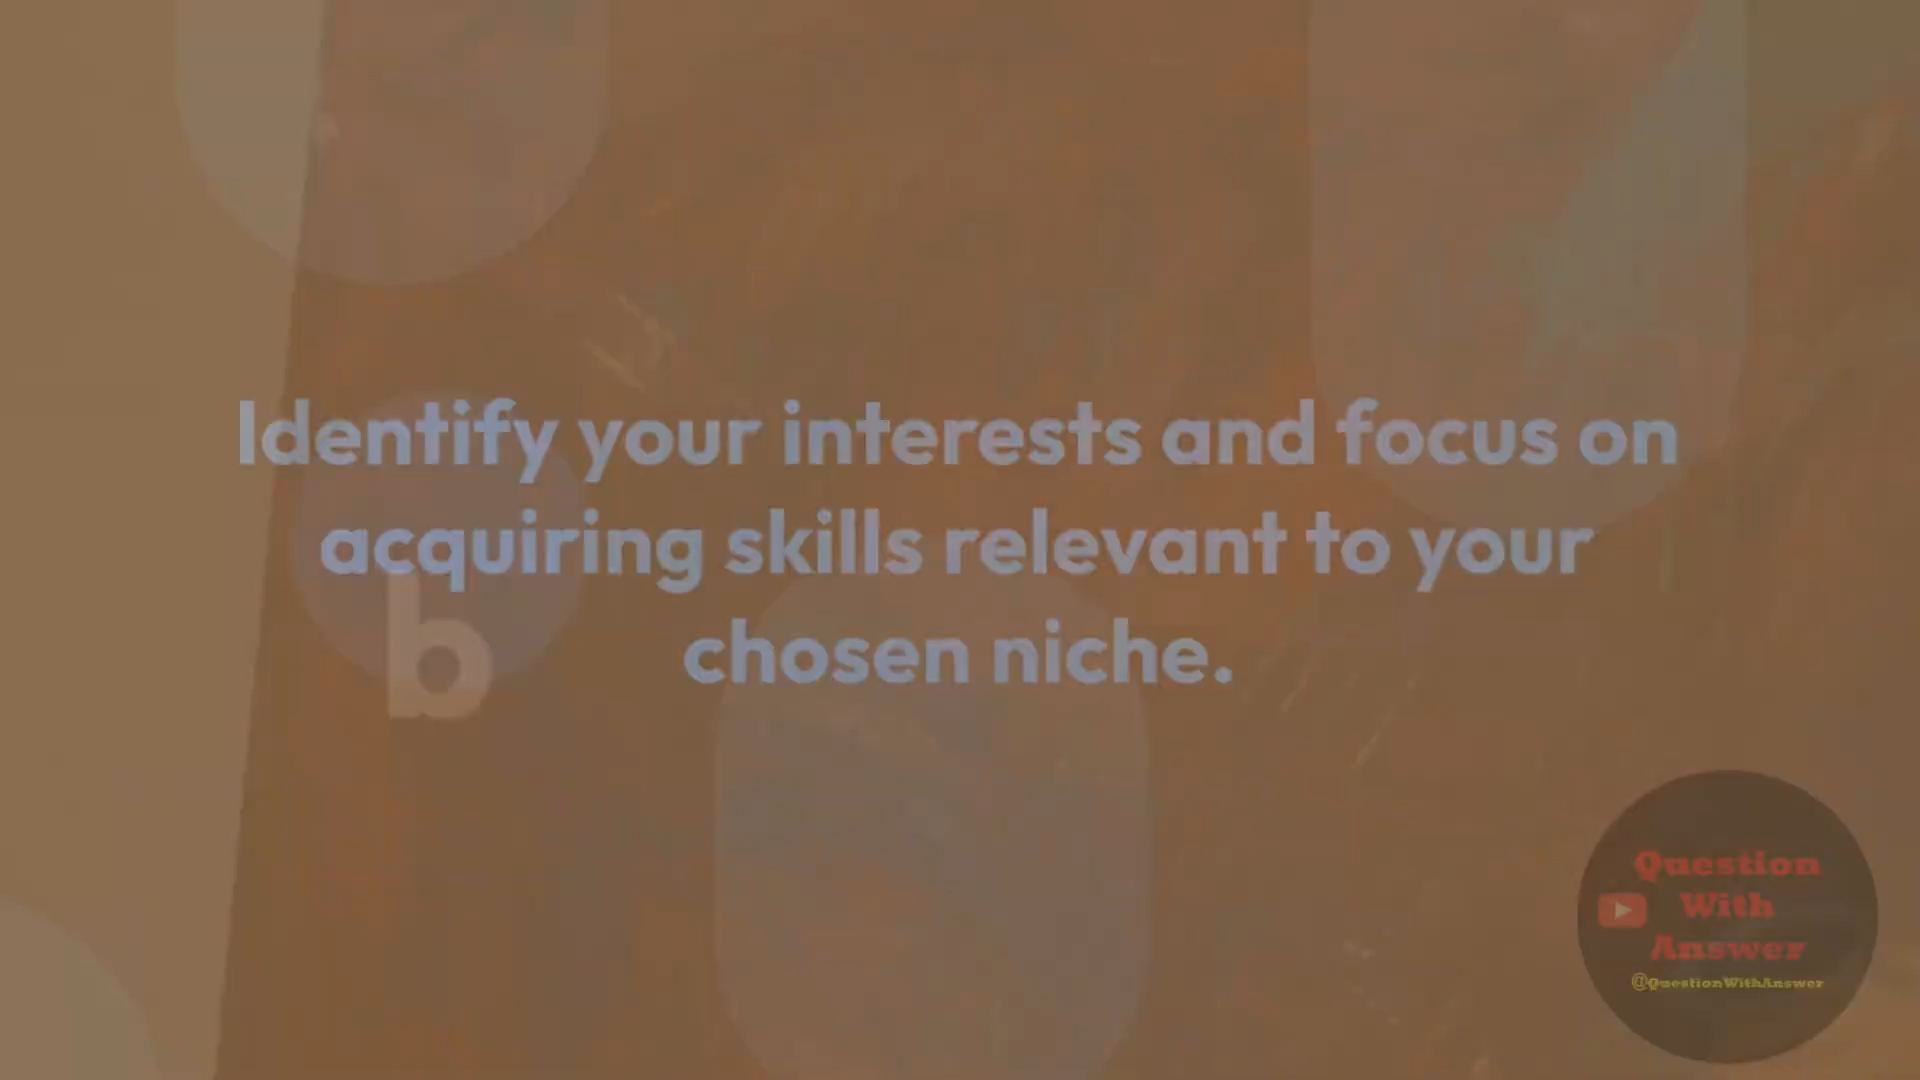 Identify your interests and focus on
acquiring skills relevant to your
chosen niche.
b
Question
With
Answer
@QuestionWithAnswer